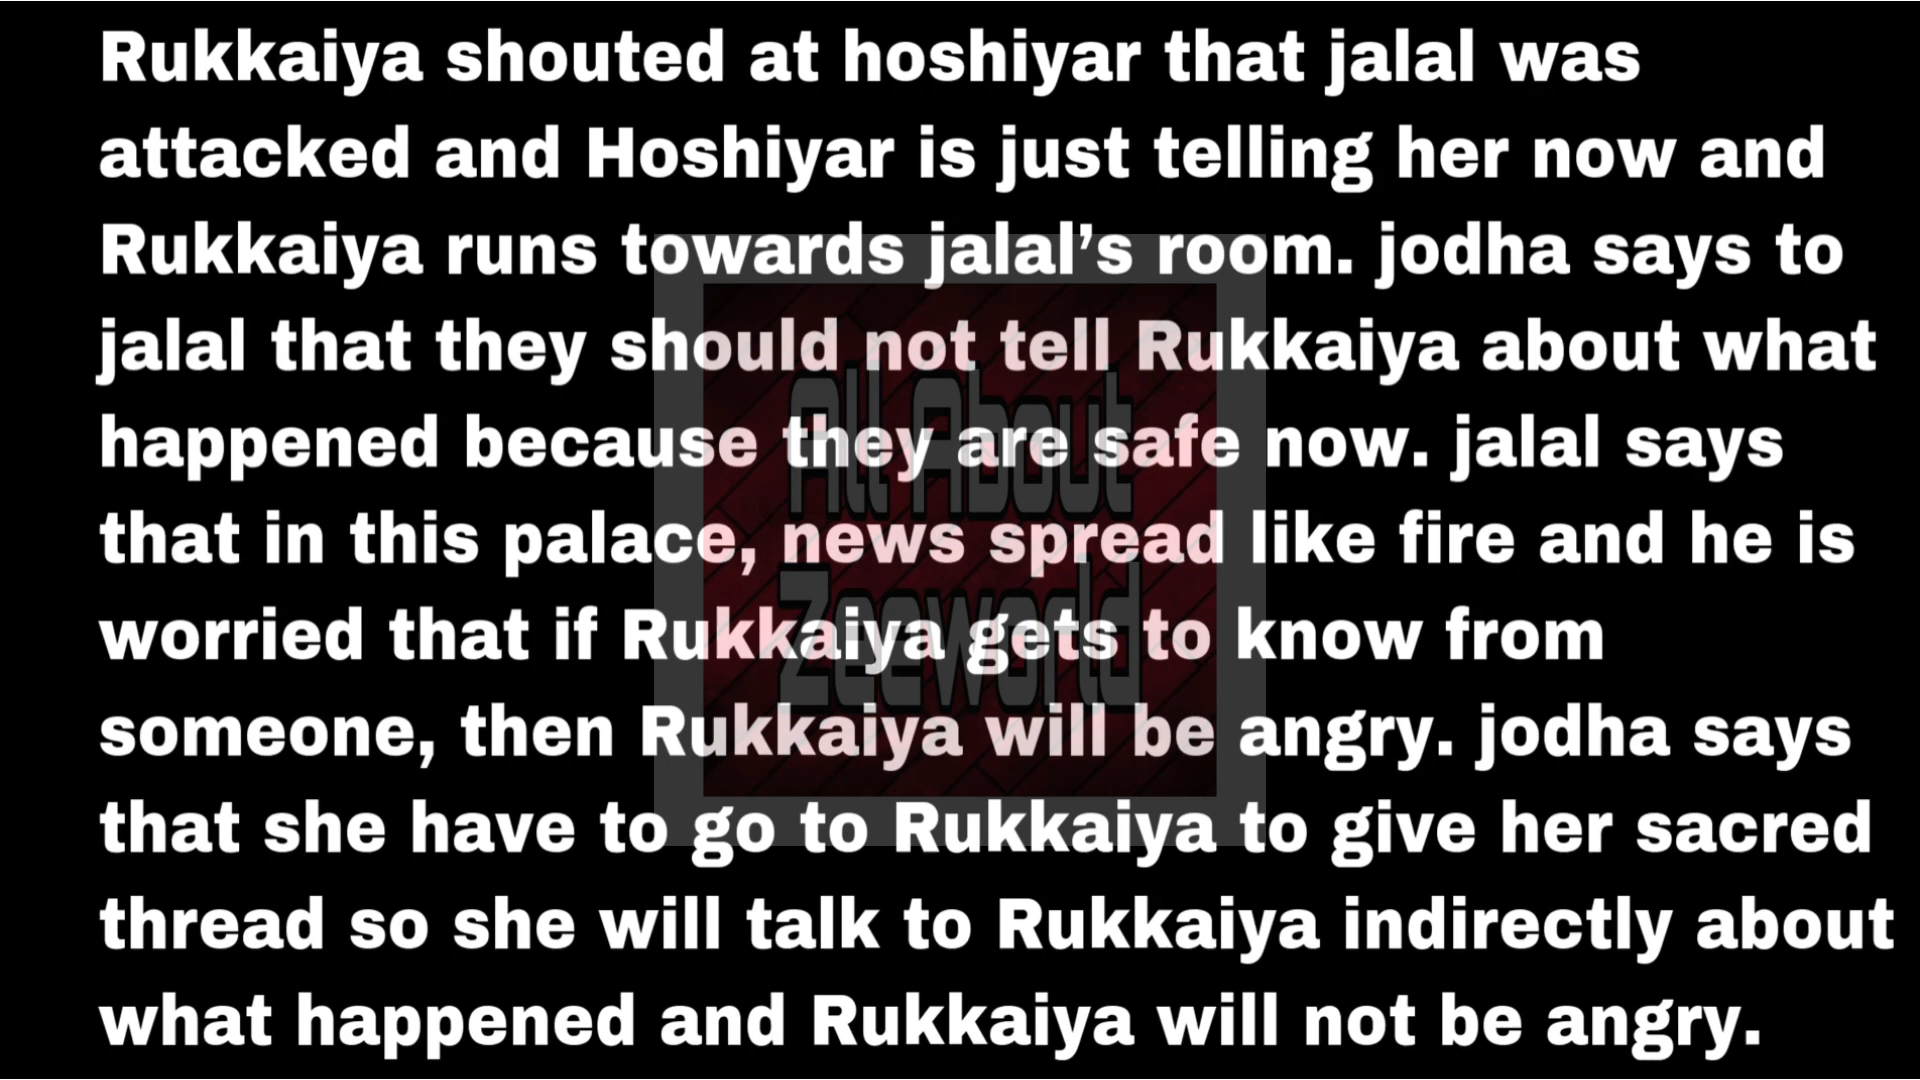 Rukkaiya shouted at hoshiyar that jalal was
attacked and Hoshiyar is just telling her now and
Rukkaiya runs towards jalal’s room. jodha says to
jalal that they should not tell Rukkaiya about what
happened because they are safe now. jalal says
that in this palace, news spread like fire and he is
worried that if Rukkaiya gets to know from
someone, then Rukkaiya will be angry. jodha says
that she have to go to Rukkaiya to give her sacred
thread so she will talk to Rukkaiya indirectly about
what happened and Rukkaiya will not be angry.
All About
Zeeworld